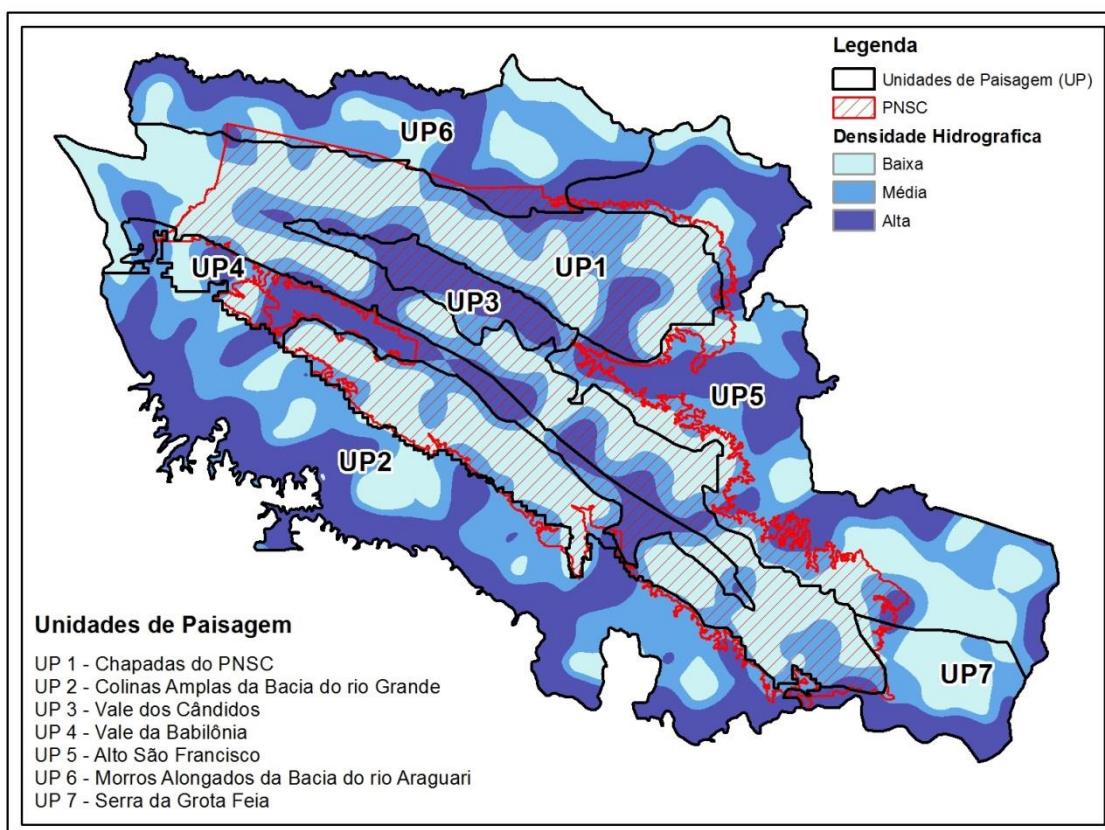 Legenda
Unidades de Paisagem (UP)
PNSC
Densidade Hidrografica
Baixa
Média
Alta
UP6
UP1
UP4
UP3
UP5
UP2
UP7
Unidades de Paisagem
UP 1 - Chapadas do PNSC
UP 2 - Colinas Amplas da Bacia do rio Grande
UP 3 - Vale dos Cândidos
UP 4 - Vale da Babilônia
UP 5 - Alto São Francisco
UP 6 - Morros Alongados da Bacia do rio Araguari
UP 7 - Serra da Grota Feia